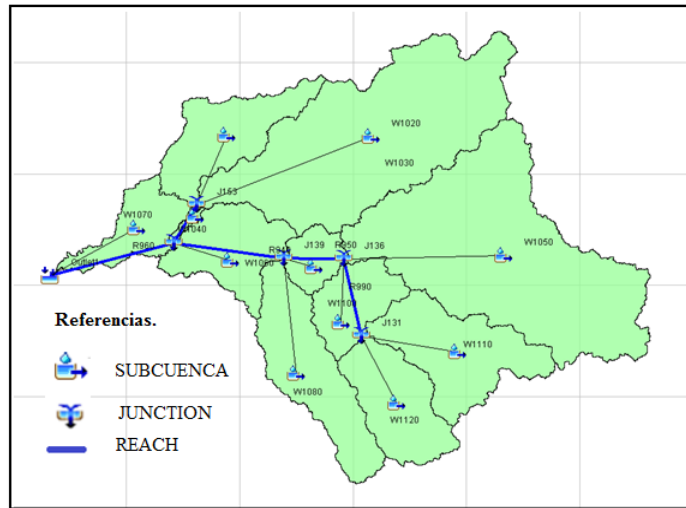 W1020
W1030
J153
W1070
R960
Outlet1
R940
J139
R950
J136
W1050
W1060
R990
W1100
J131
W1110
W1080
W1120
Referencias.
SUBCUENCA
JUNCTION
REACH